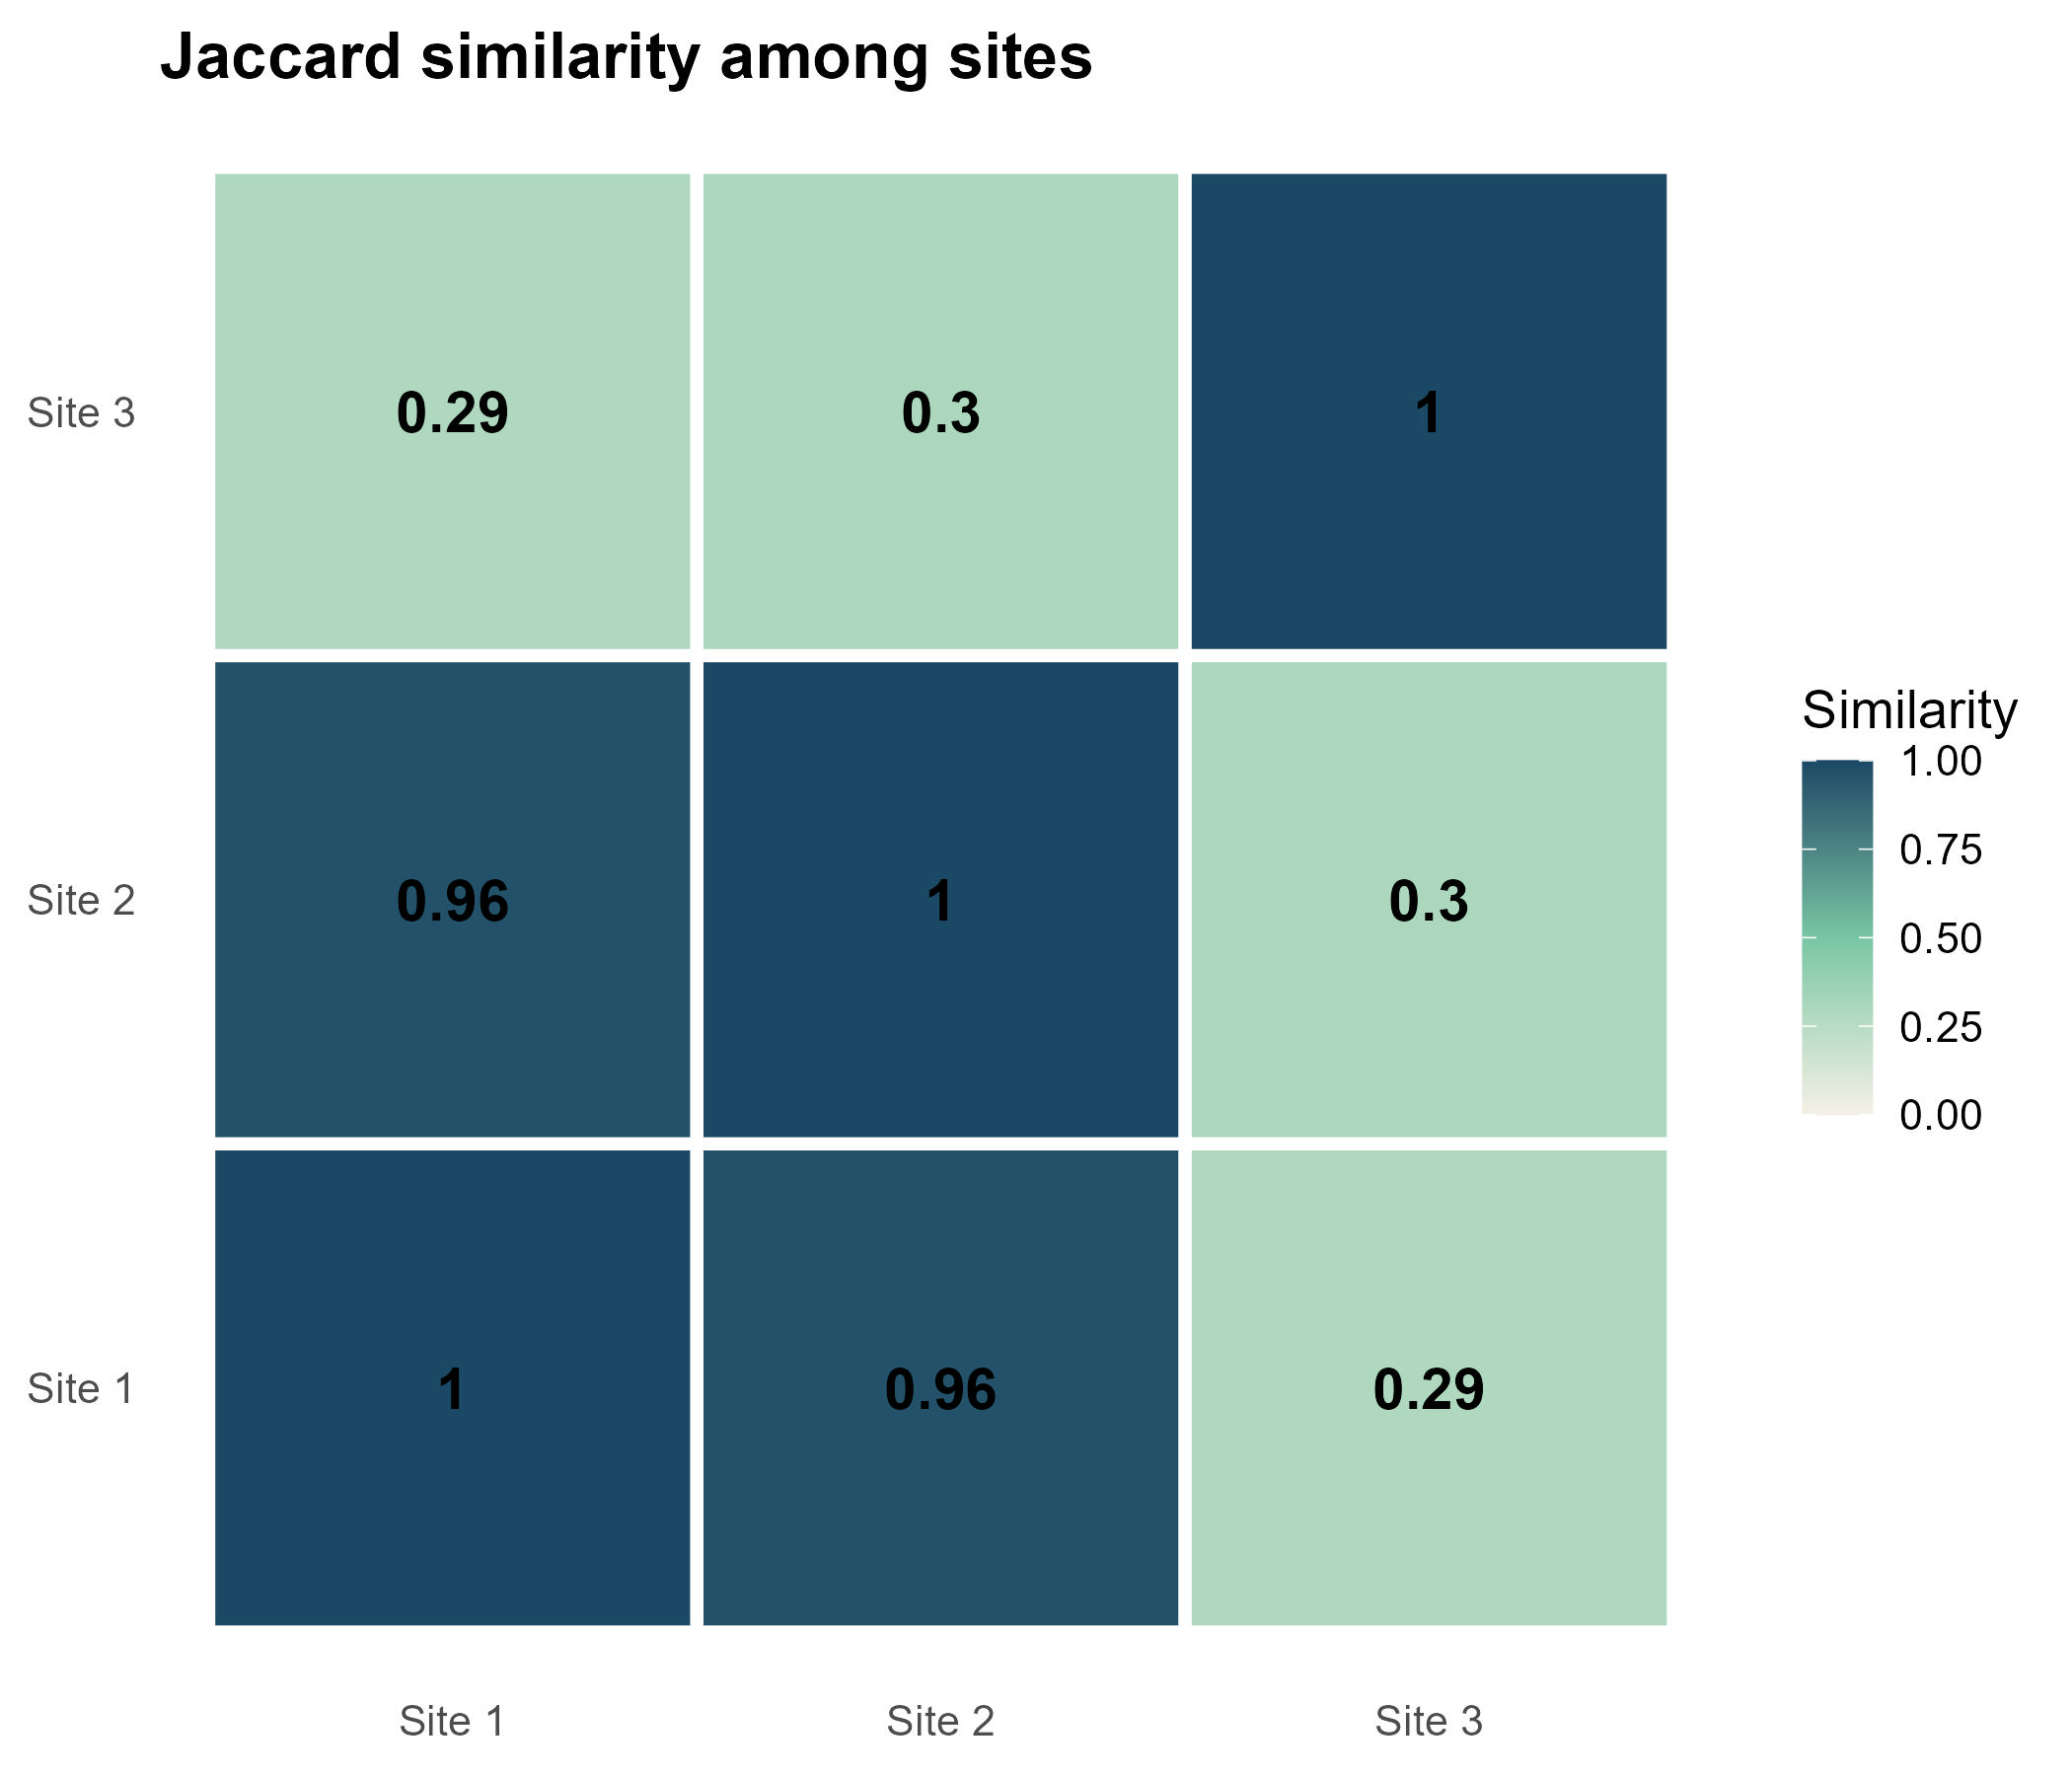 Jaccard similarity among sites
Site 3 0.29 0.3 1
Site 2 0.96 1 0.3
Site 1 1 0.96 0.29
Site 1 Site 2 Site 3
Similarity
1.00
0.75
0.50
0.25
0.00